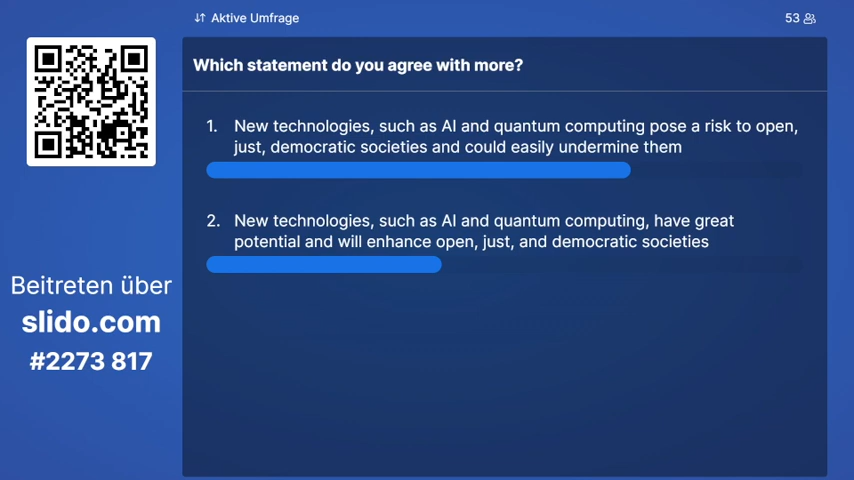 Aktive Umfrage
53
Which statement do you agree with more?
1. New technologies, such as AI and quantum computing pose a risk to open,
just, democratic societies and could easily undermine them
2. New technologies, such as AI and quantum computing, have great
potential and will enhance open, just, and democratic societies
Beitreten über
slido.com
#2273 817